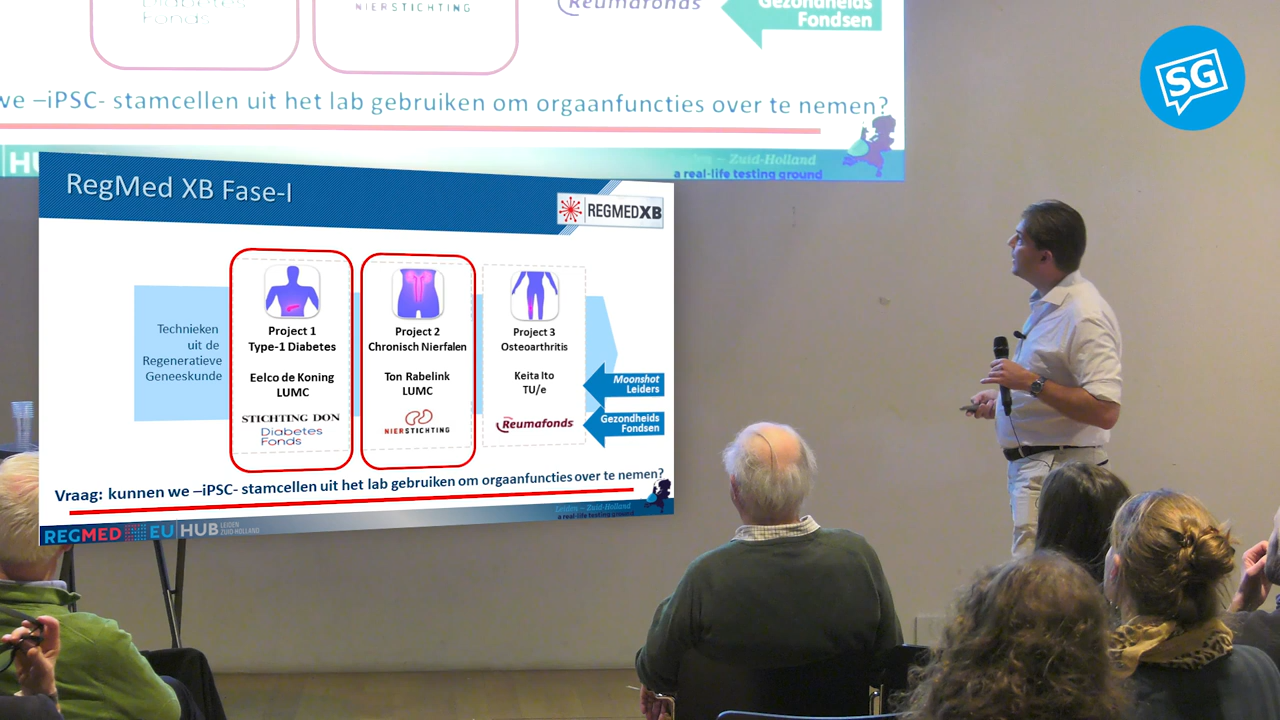 Diabetes
Fonds
NIERSTICHTING
Reumafonds
Gezondheids
Fondsen
we –iPSC- stamcellen uit het lab gebruiken om orgaanfuncties over te nemen?
Leiden – Zuid-Holland
a real-life testing ground
SG
RegMed XB Fase-I
REGMEDXB
Technieken
uit de
Regeneratieve
Geneeskunde
Project 1
Type-1 Diabetes
Eelco de Koning
LUMC
STICHTING DON
Diabetes
Fonds
Project 2
Chronisch Nierfalen
Ton Rabelink
LUMC
NIERSTICHTING
Project 3
Osteoarthritis
Keita Ito
TU/e
Reumafonds
Moonshot
Leiders
Gezondheids
Fondsen
Vraag: kunnen we –iPSC- stamcellen uit het lab gebruiken om orgaanfuncties over te nemen?
Leiden – Zuid-Holland
a real-life testing ground
REGMED EU HUB LEIDEN
ZUID-HOLLAND